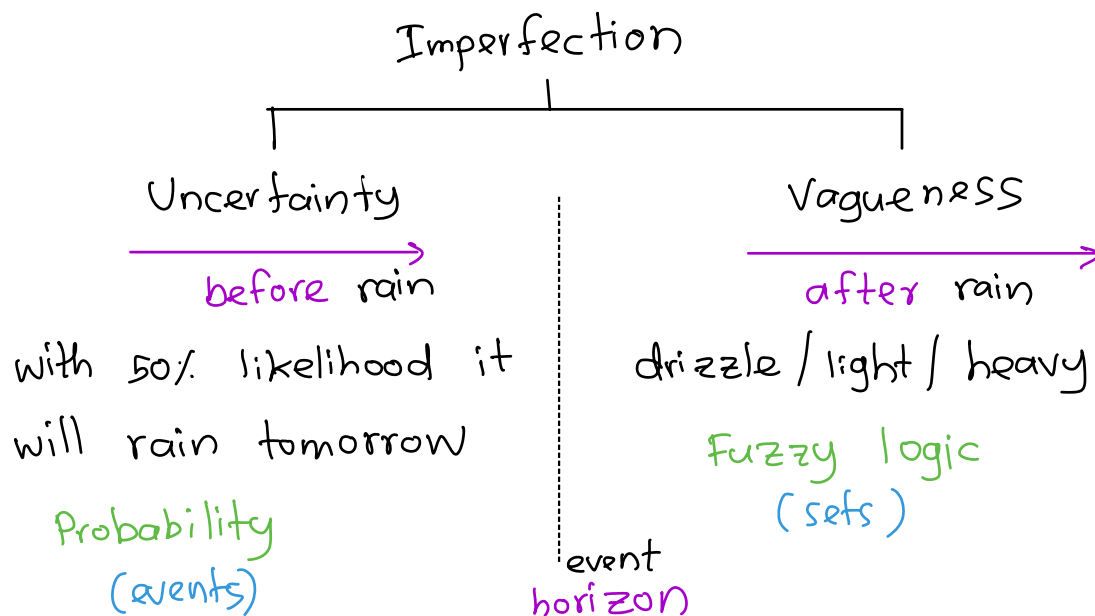 Imperfection
Uncertainty
before rain
with 50% likelihood it
will rain tomorrow
Probability
(events)
Vagueness
after rain
drizzle / light / heavy
Fuzzy logic
(sets)
event
horizon